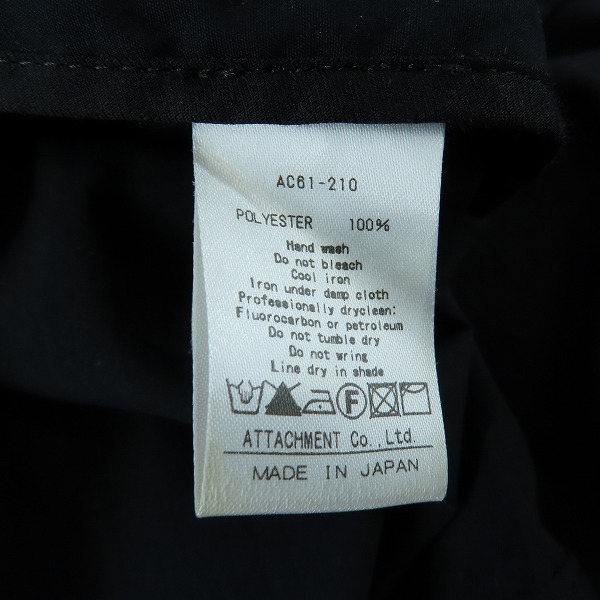 AC61-210
POLYESTER 100%
Hand wash
Do not bleach
Cool iron
Iron under damp cloth
Professionally dryclean:
Fluorocarbon or petroleum
Do not tumble dry
Do not wring
Line dry in shade
F
ATTACHMENT Co.,Ltd.
MADE IN JAPAN